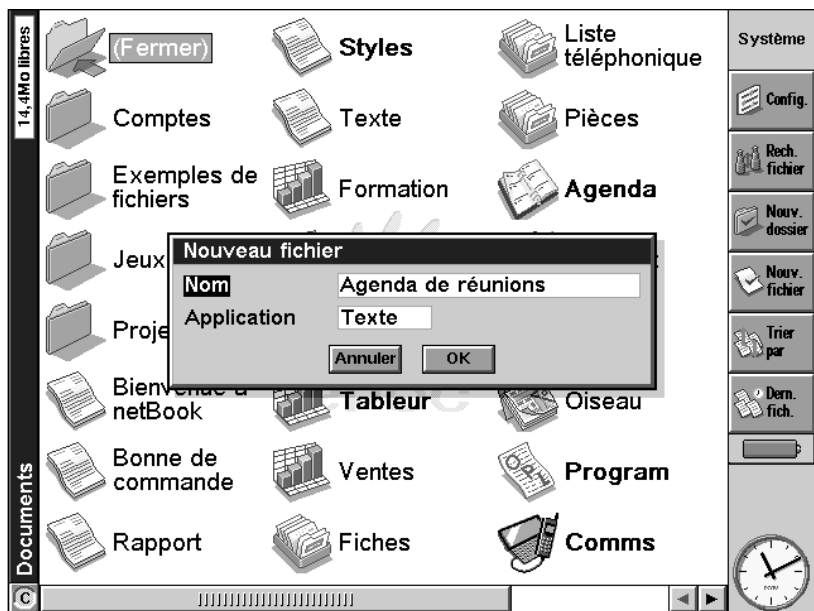 14,4Mo libres
Documents
C
(Fermer)
Styles
Liste
téléphonique
Comptes
Texte
Pièces
Exemples de
fichiers
Formation
Agenda
Jeux
Nouveau fichier
Nom
Agenda de réunions
Application
Texte
Annuler
OK
Proje
Bienvenue à
netBook
Tableur
Oiseau
Bonne de
commande
Ventes
Program
OPL
Rapport
Fiches
Comms
Système
Config.
Rech.
fichier
Nouv.
dossier
Nouv.
fichier
Trier
par
Dern.
fich.